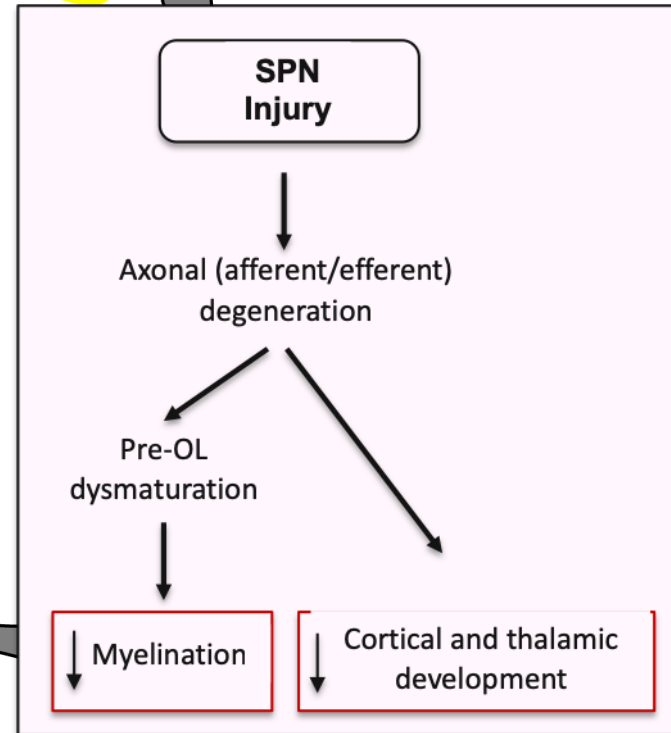 SPN
Injury
Axonal (afferent/efferent)
degeneration
Pre-OL
dysmaturation
Myelination
Cortical and thalamic
development